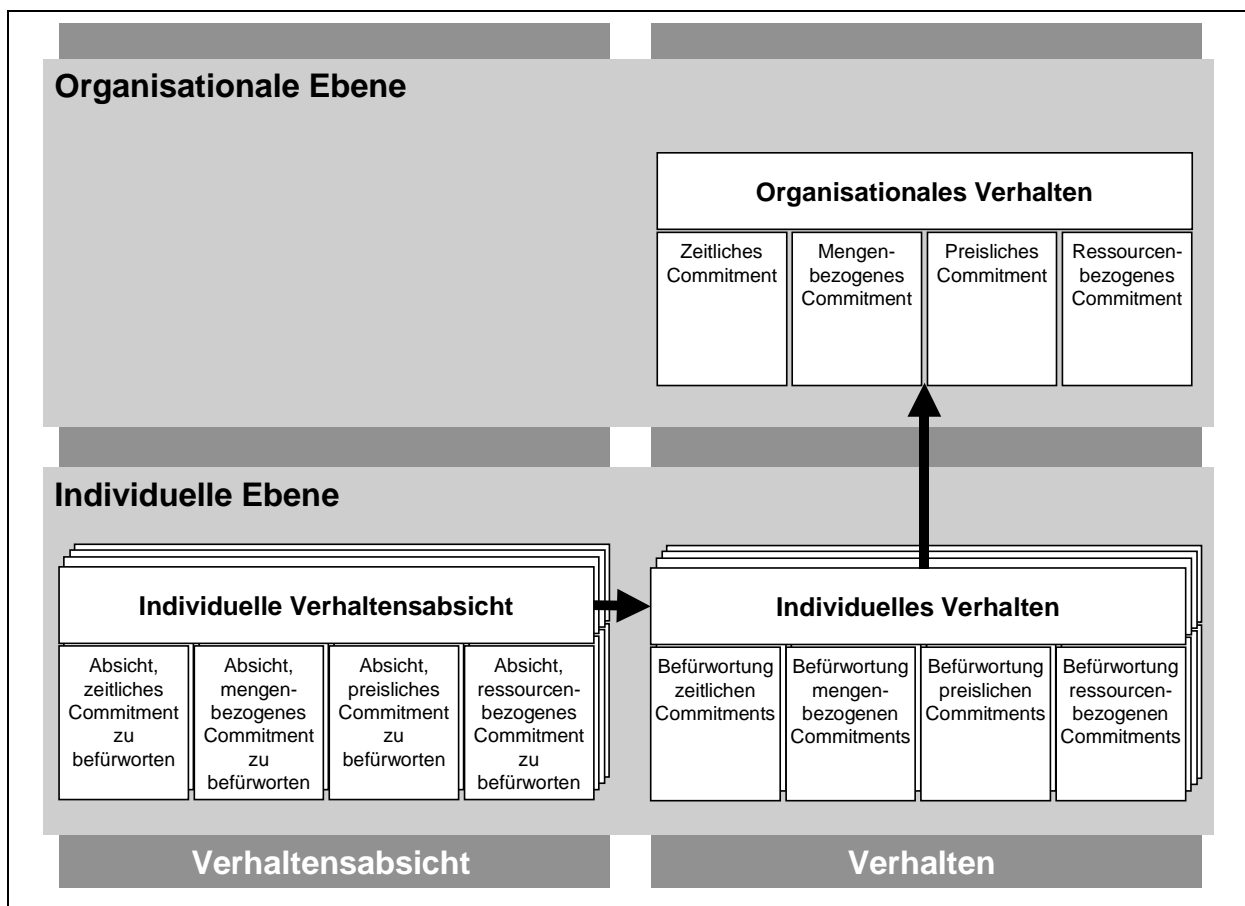 Organisationale Ebene
Organisationales Verhalten
Zeitliches
Commitment
Mengen-
bezogenes
Commitment
Preisliches
Commitment
Ressourcen-
bezogenes
Commitment
Individuelle Ebene
Individuelle Verhaltensabsicht
Absicht,
zeitliches
Commitment
zu
befürworten
Absicht,
mengen-
bezogenes
Commitment
zu
befürworten
Absicht,
preisliches
Commitment
zu
befürworten
Absicht,
ressourcen-
bezogenes
Commitment
zu
befürworten
Individuelles Verhalten
Befürwortung
zeitlichen
Commitments
Befürwortung
mengen-
bezogenen
Commitments
Befürwortung
preislichen
Commitments
Befürwortung
ressourcen-
bezogenen
Commitments
Verhaltensabsicht
Verhalten